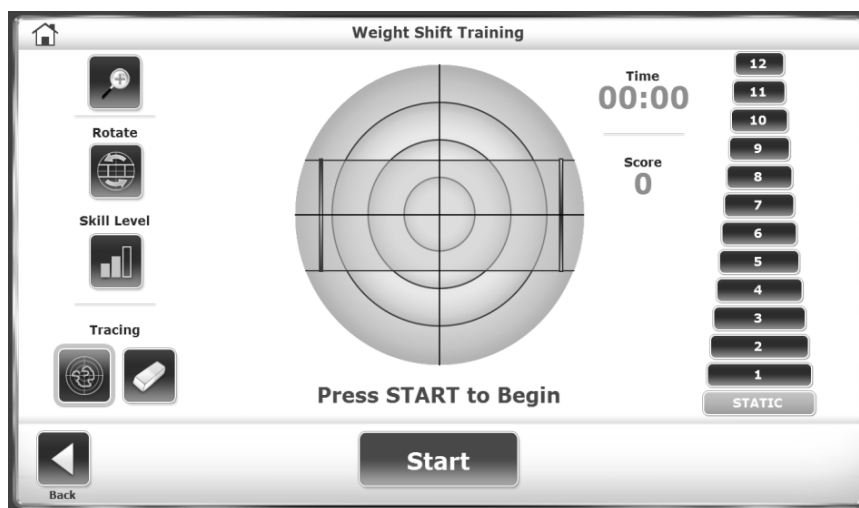 Weight Shift Training
Rotate
Skill Level
Tracing
Time
00:00
Score
0
12
11
10
9
8
7
6
5
4
3
2
1
STATIC
Press START to Begin
Back
Start